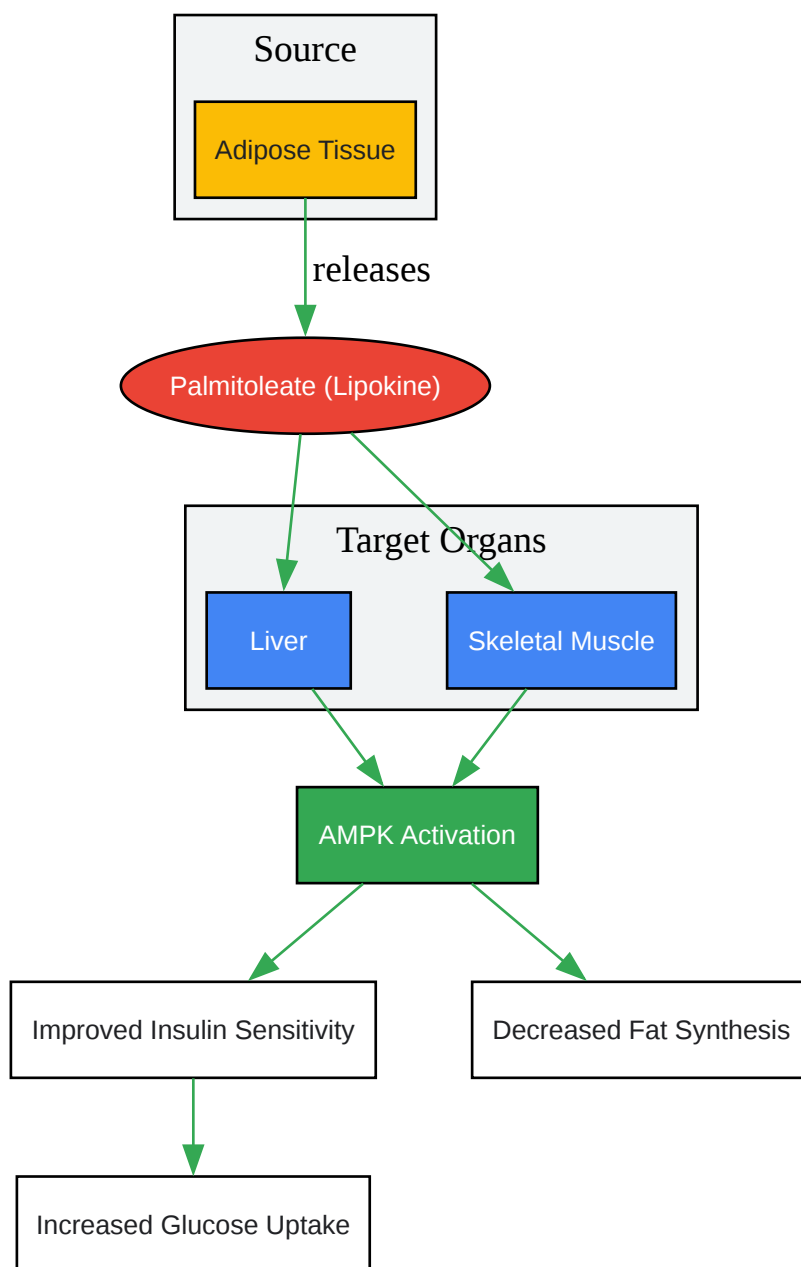 Source
Adipose Tissue
releases
Palmitoleate (Lipokine)
Target Organs
Liver
Skeletal Muscle
AMPK Activation
Improved Insulin Sensitivity
Decreased Fat Synthesis
Increased Glucose Uptake